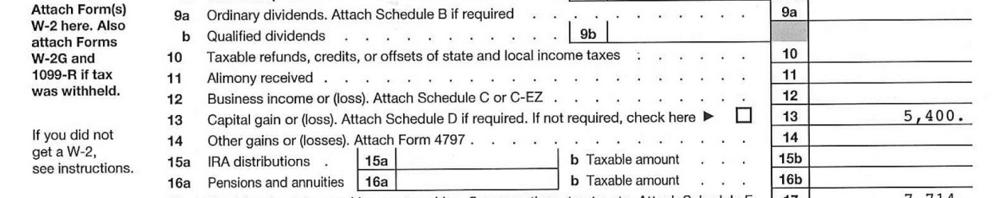 Attach Form(s)
W-2 here. Also
attach Forms
W-2G and
1099-R if tax
was withheld.
If you did not
get a W-2,
see instructions.
9a Ordinary dividends. Attach Schedule B if required . . . . . . . . . . . . 9a
b Qualified dividends . . . . . . . . . . . 9b
10 Taxable refunds, credits, or offsets of state and local income taxes . . . . . . 10
11 Alimony received . . . . . . . . . . . . . . . . . . . . . 11
12 Business income or (loss). Attach Schedule C or C-EZ . . . . . . . . . . 12
13 Capital gain or (loss). Attach Schedule D if required. If not required, check here ▶ ☐ 13 5,400.
14 Other gains or (losses). Attach Form 4797 . . . . . . . . . . . . . . 14
15a IRA distributions . 15a b Taxable amount . . . 15b
16a Pensions and annuities 16a b Taxable amount . . . 16b